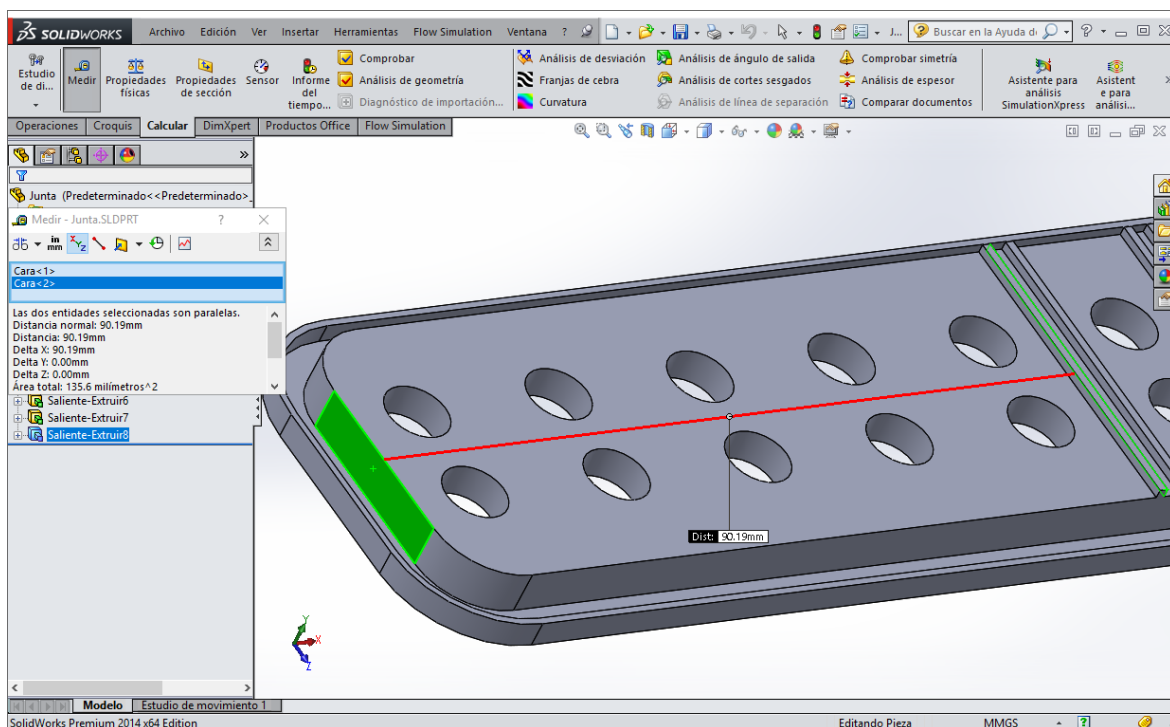 SOLIDWORKS Archivo Edición Ver Insertar Herramientas Flow Simulation Ventana ? J... Buscar en la Ayuda d
Estudio de di...
Medir
Propiedades físicas
Propiedades de sección
Sensor
Informe del tiempo...
Comprobar
Análisis de geometría
Diagnóstico de importación...
Análisis de desviación
Franjas de cebra
Curvatura
Análisis de ángulo de salida
Análisis de cortes sesgados
Análisis de línea de separación
Comprobar simetría
Análisis de espesor
Comparar documentos
Asistente para análisis SimulationXpress
Asistent e para análisi...
Operaciones Croquis Calcular DimXpert Productos Office Flow Simulation
Junta (Predeterminado<<Predeterminado>_
Medir - Junta.SLDPRT ?
in mm XYZ
Cara<1>
Cara<2>
Las dos entidades seleccionadas son paralelas.
Distancia normal: 90.19mm
Distancia: 90.19mm
Delta X: 90.19mm
Delta Y: 0.00mm
Delta Z: 0.00mm
Área total: 135.6 milímetros^2
Saliente-Extruir6
Saliente-Extruir7
Saliente-Extruir8
Dist: 90.19mm
Y
X
Z
Modelo Estudio de movimiento 1
SolidWorks Premium 2014 x64 Edition Editando Pieza MMGS ?